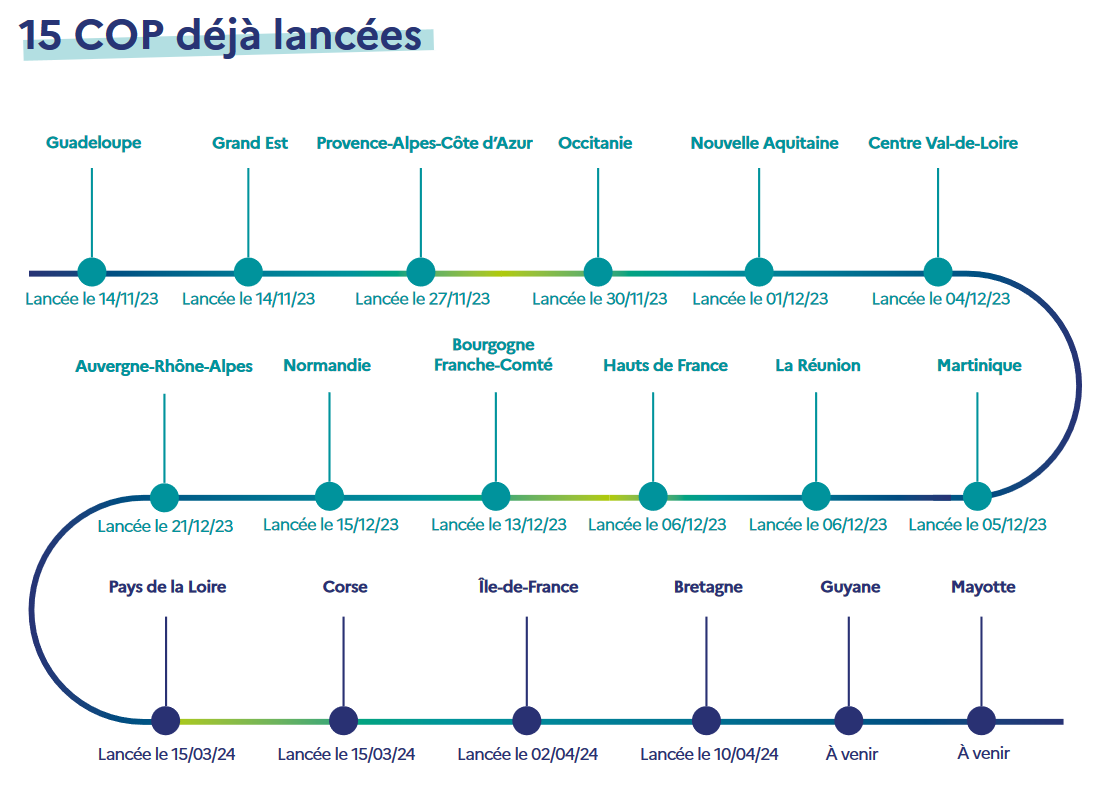 15 COP déjà lancées
Guadeloupe
Grand Est
Provence-Alpes-Côte d'Azur
Occitanie
Nouvelle Aquitaine
Centre Val-de-Loire
Lancée le 14/11/23
Lancée le 14/11/23
Lancée le 27/11/23
Lancée le 30/11/23
Lancée le 01/12/23
Lancée le 04/12/23
Auvergne-Rhône-Alpes
Normandie
Bourgogne
Franche-Comté
Hauts de France
La Réunion
Martinique
Lancée le 21/12/23
Lancée le 15/12/23
Lancée le 13/12/23
Lancée le 06/12/23
Lancée le 06/12/23
Lancée le 05/12/23
Pays de la Loire
Corse
Île-de-France
Bretagne
Guyane
Mayotte
Lancée le 15/03/24
Lancée le 15/03/24
Lancée le 02/04/24
Lancée le 10/04/24
À venir
À venir